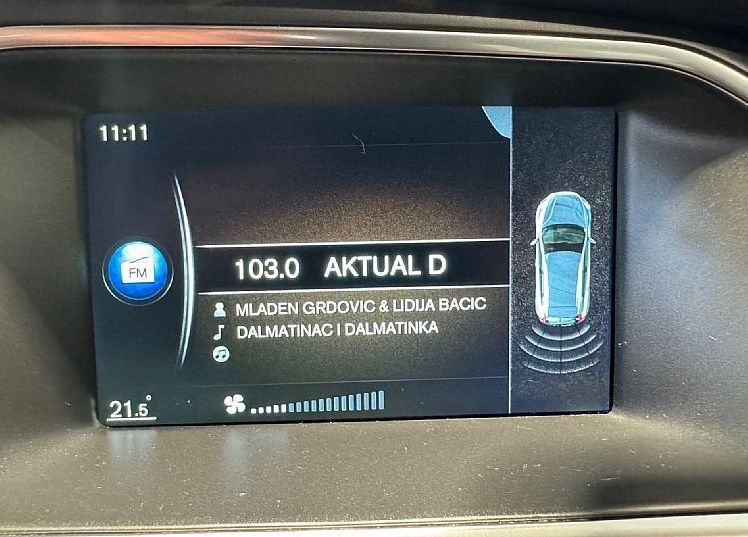 11:11
FM
103.0 AKTUAL D
MLADEN GRDOVIC & LIDIJA BACIC
DALMATINAC I DALMATINKA
21.5°